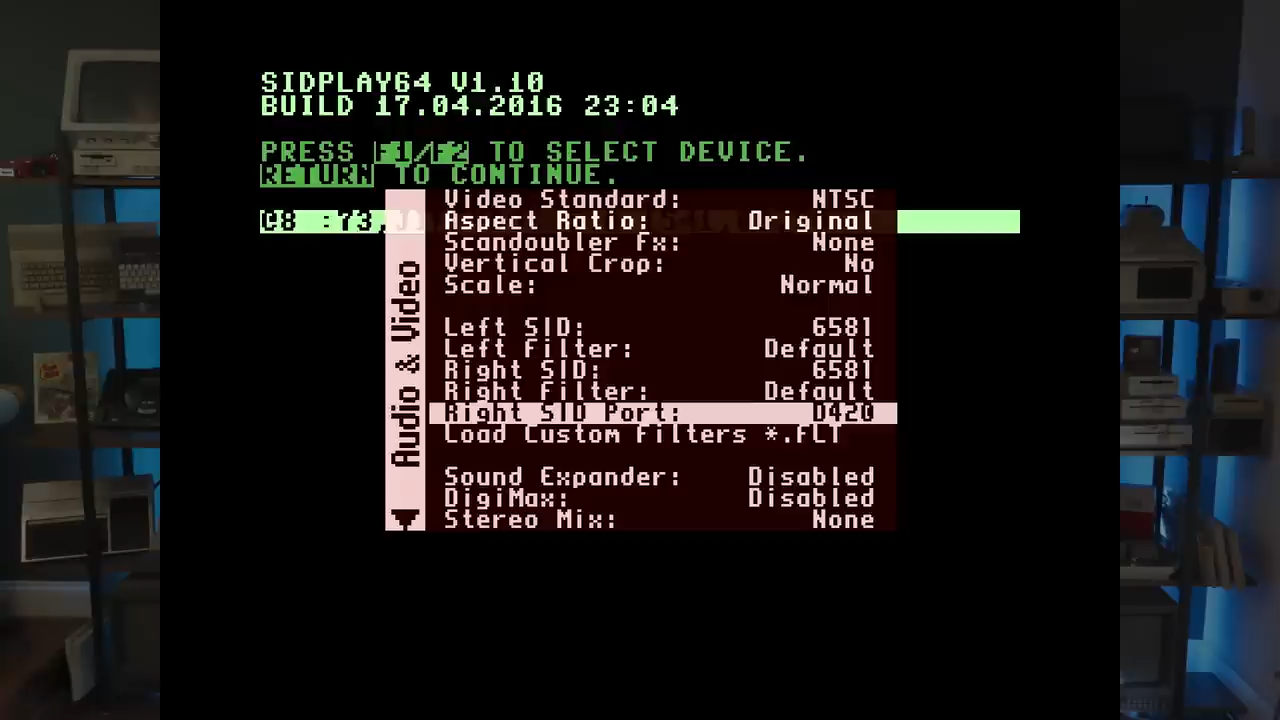 SIDPLAY64 V1.10
BUILD 17.04.2016 23:04
PRESS F1/F2 TO SELECT DEVICE.
RETURN TO CONTINUE.
Audio & Video
Video Standard: NTSC
Aspect Ratio: Original
Scandoubler Fx: None
Vertical Crop: No
Scale: Normal
Left SID: 6581
Left Filter: Default
Right SID: 6581
Right Filter: Default
Right SID Port: D420
Load Custom Filters *.FLT
Sound Expander: Disabled
DigiMax: Disabled
Stereo Mix: None